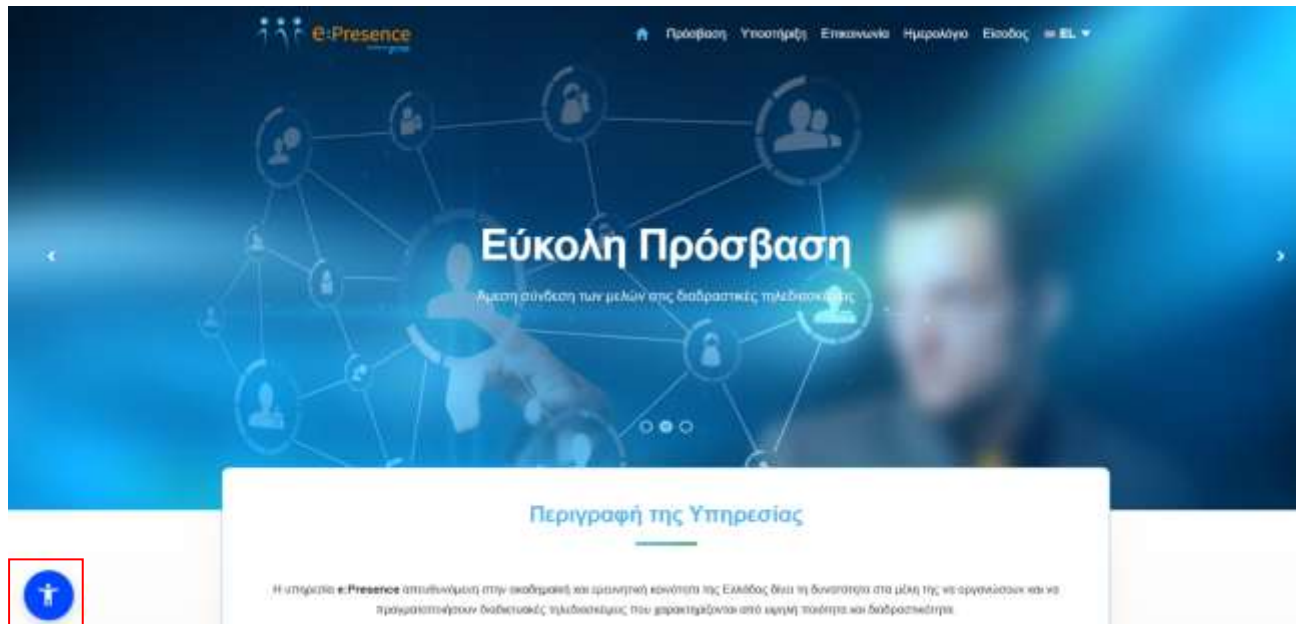 e:Presence
Πρόσβαση Υποστήριξη Επικοινωνία Ημερολόγιο Είσοδος EL
Εύκολη Πρόσβαση
Άμεση σύνδεση των μελών στις διαδραστικές τηλεδιασκέψεις
Περιγραφή της Υπηρεσίας
Η υπηρεσία e:Presence απευθυνόμενη στην ακαδημαϊκή και ερευνητική κοινότητα της Ελλάδας δίνει τη δυνατότητα στα μέλη της να οργανώσουν και να
πραγματοποιήσουν διαδικτυακές τηλεδιασκέψεις που χαρακτηρίζονται από υψηλή ποιότητα και διαδραστικότητα